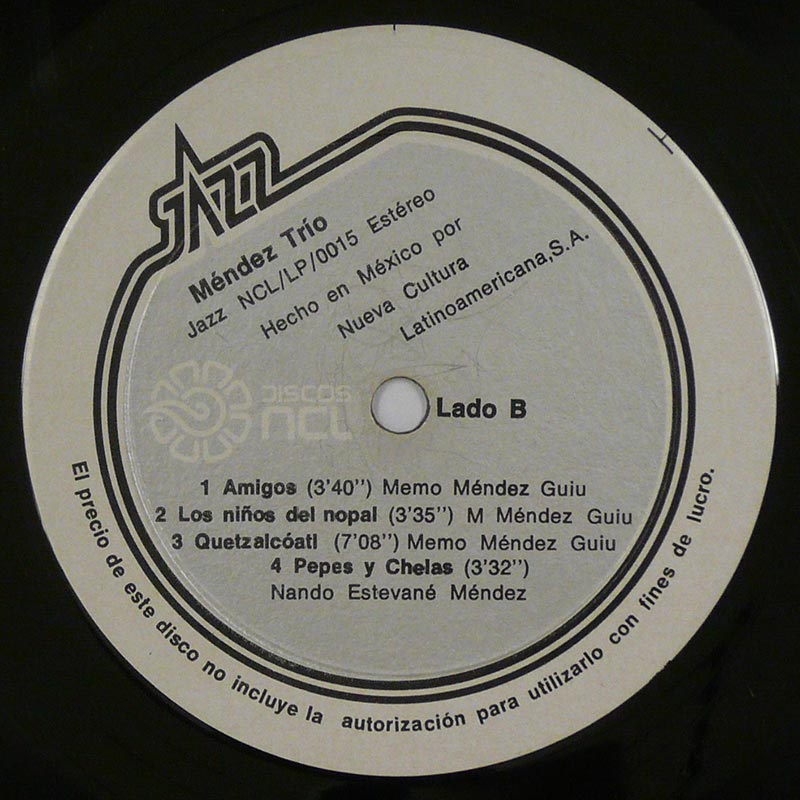 JAZZ
Méndez Trío
Jazz NCL/LP/0015 Estéreo
Hecho en México por
Nueva Cultura
Latinoamericana,S.A.
DISCOS
ncl
Lado B
1 Amigos (3'40'') Memo Méndez Guiu
2 Los niños del nopal (3'35'') M Méndez Guiu
3 Quetzalcóatl (7'08'') Memo Méndez Guiu
4 Pepes y Chelas (3'32'')
Nando Estevané Méndez
El precio de este disco no incluye la autorización para utilizarlo con fines de lucro.